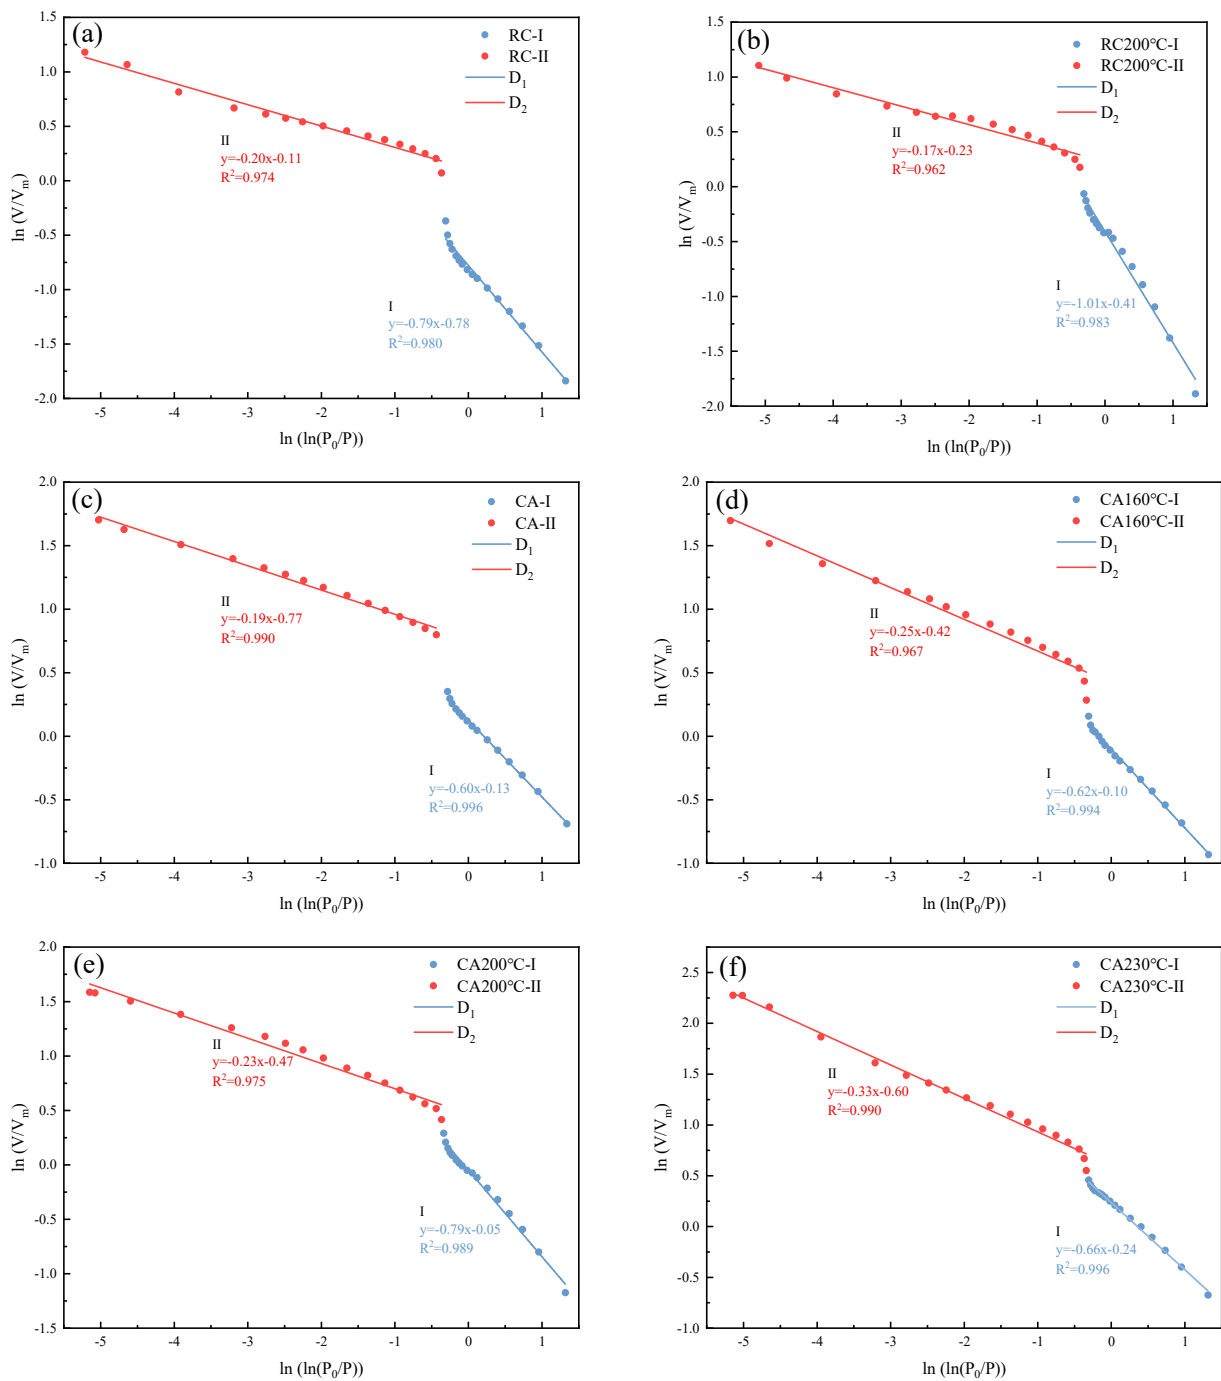 (a)
RC-I
RC-II
D₁
D₂
II
y=-0.20x-0.11
R²=0.974
I
y=-0.79x-0.78
R²=0.980
1.5
1.0
0.5
0.0
-0.5
-1.0
-1.5
-2.0
ln (V/Vₘ)
-5 -4 -3 -2 -1 0 1
ln (ln(P₀/P))
(b)
RC200°C-I
RC200°C-II
D₁
D₂
II
y=-0.17x-0.23
R²=0.962
I
y=-1.01x-0.41
R²=0.983
1.5
1.0
0.5
0.0
-0.5
-1.0
-1.5
-2.0
ln (V/Vₘ)
-5 -4 -3 -2 -1 0 1
ln (ln(P₀/P))
(c)
CA-I
CA-II
D₁
D₂
II
y=-0.19x-0.77
R²=0.990
I
y=-0.60x-0.13
R²=0.996
2.0
1.5
1.0
0.5
0.0
-0.5
-1.0
ln (V/Vₘ)
-5 -4 -3 -2 -1 0 1
ln (ln(P₀/P))
(d)
CA160°C-I
CA160°C-II
D₁
D₂
II
y=-0.25x-0.42
R²=0.967
I
y=-0.62x-0.10
R²=0.994
2.0
1.5
1.0
0.5
0.0
-0.5
-1.0
ln (V/Vₘ)
-5 -4 -3 -2 -1 0 1
ln (ln(P₀/P))
(e)
CA200°C-I
CA200°C-II
D₁
D₂
II
y=-0.23x-0.47
R²=0.975
I
y=-0.79x-0.05
R²=0.989
2.0
1.5
1.0
0.5
0.0
-0.5
-1.0
-1.5
ln (V/Vₘ)
-5 -4 -3 -2 -1 0 1
ln (ln(P₀/P))
(f)
CA230°C-I
CA230°C-II
D₁
D₂
II
y=-0.33x-0.60
R²=0.990
I
y=-0.66x-0.24
R²=0.996
2.5
2.0
1.5
1.0
0.5
0.0
-0.5
-1.0
ln (V/Vₘ)
-5 -4 -3 -2 -1 0 1
ln (ln(P₀/P))